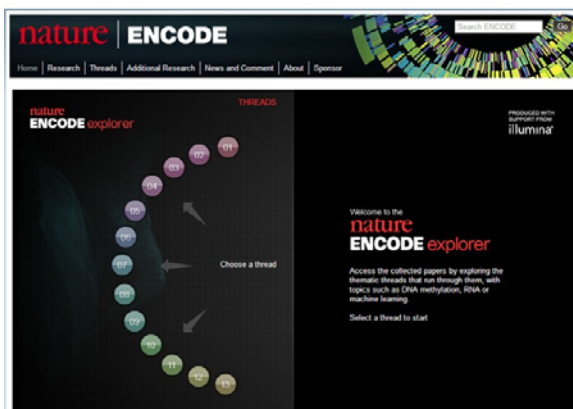 nature | ENCODE
Search ENCODE
Go
Home | Research | Threads | Additional Research | News and Comment | About | Sponsor
nature
ENCODE explorer
THREADS
01
02
03
04
05
06
07
08
09
10
11
12
13
Choose a thread
PRODUCED WITH
SUPPORT FROM
illumina®
Welcome to the
nature
ENCODE explorer
Access the collected papers by exploring the
thematic threads that run through them, with
topics such as DNA methylation, RNA or
machine learning.
Select a thread to start